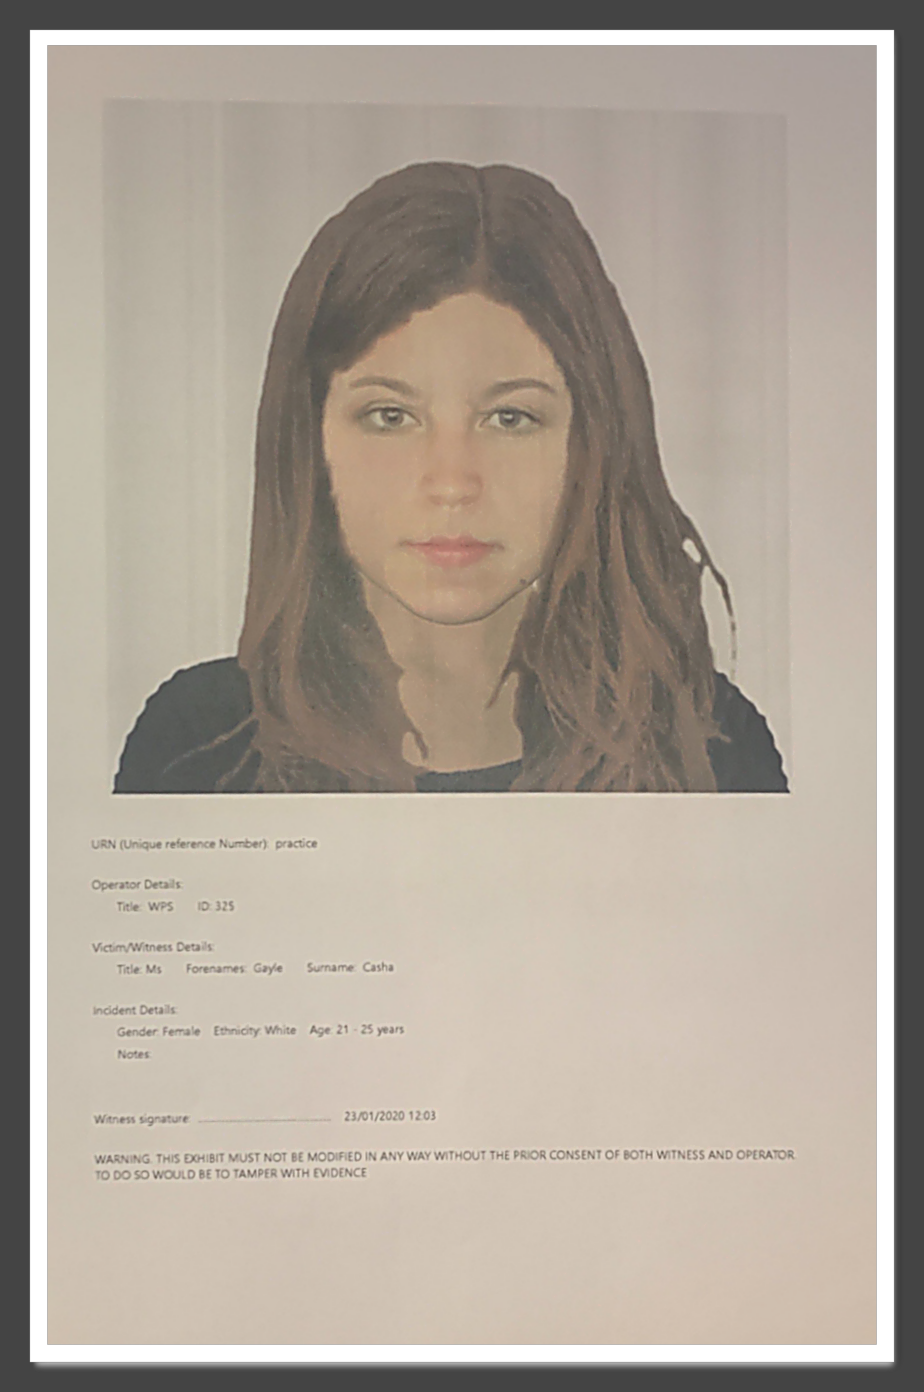 URN (Unique reference Number): practice
Operator Details:
Title: WPS ID: 325
Victim/Witness Details:
Title: Ms Forenames: Gayle Surname: Casha
Incident Details:
Gender: Female Ethnicity: White Age: 21 - 25 years
Notes:
Witness signature: ........................................ 23/01/2020 12:03
WARNING. THIS EXHIBIT MUST NOT BE MODIFIED IN ANY WAY WITHOUT THE PRIOR CONSENT OF BOTH WITNESS AND OPERATOR.
TO DO SO WOULD BE TO TAMPER WITH EVIDENCE